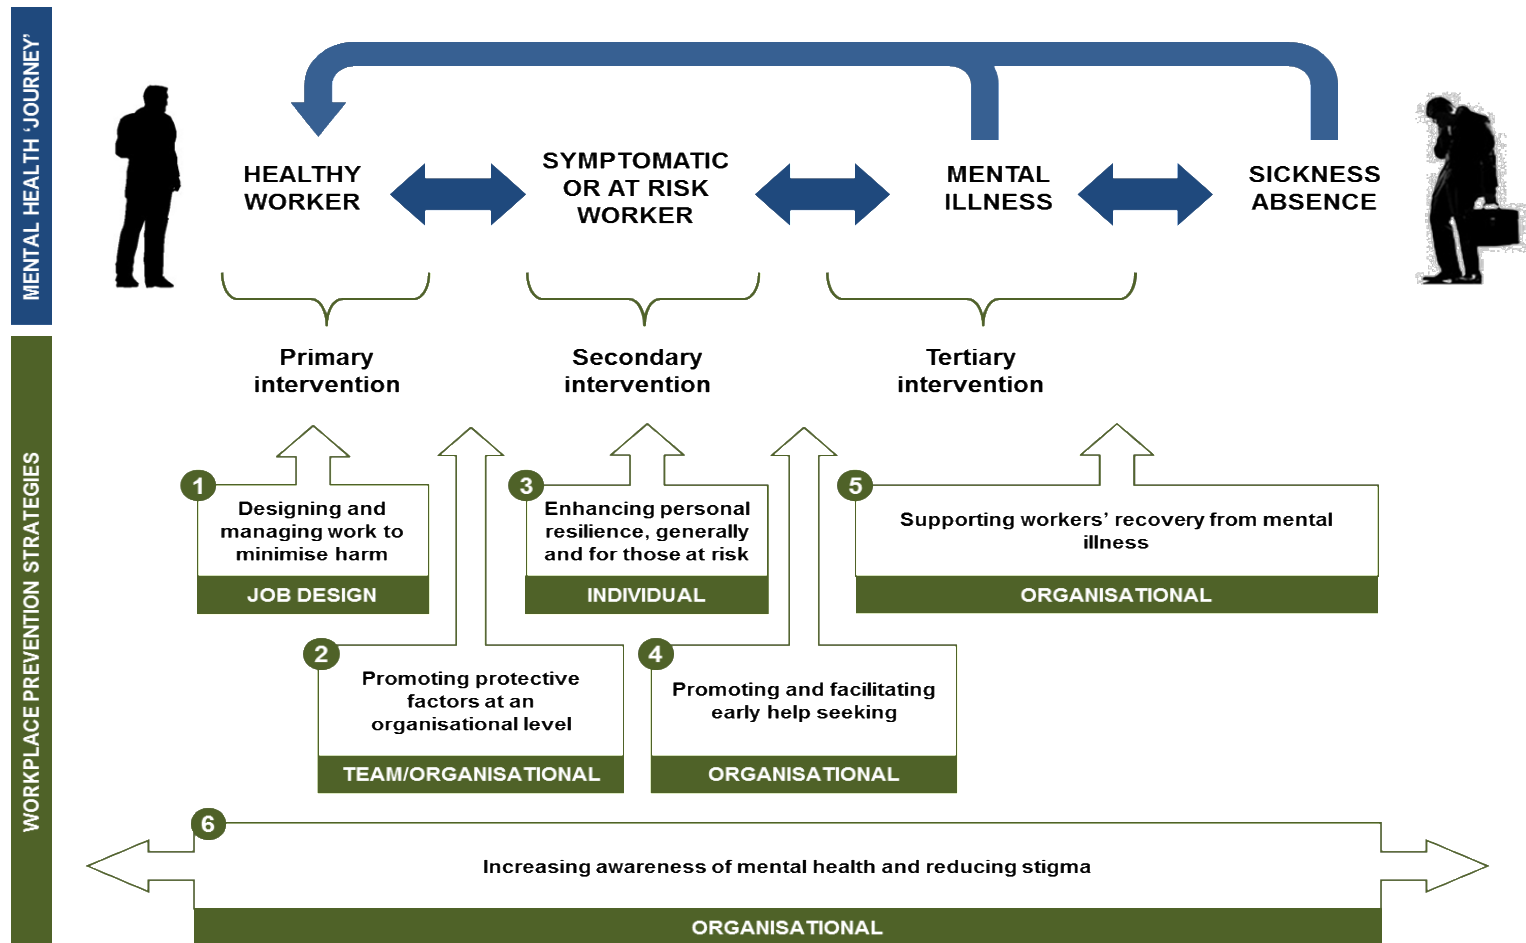 MENTAL HEALTH ‘JOURNEY’
HEALTHY
WORKER
SYMPTOMATIC
OR AT RISK
WORKER
MENTAL
ILLNESS
SICKNESS
ABSENCE
WORKPLACE PREVENTION STRATEGIES
Primary
intervention
Secondary
intervention
Tertiary
intervention
1
Designing and
managing work to
minimise harm
JOB DESIGN
3
Enhancing personal
resilience, generally
and for those at risk
INDIVIDUAL
5
Supporting workers’ recovery from mental
illness
ORGANISATIONAL
2
Promoting protective
factors at an
organisational level
TEAM/ORGANISATIONAL
4
Promoting and facilitating
early help seeking
ORGANISATIONAL
6
Increasing awareness of mental health and reducing stigma
ORGANISATIONAL